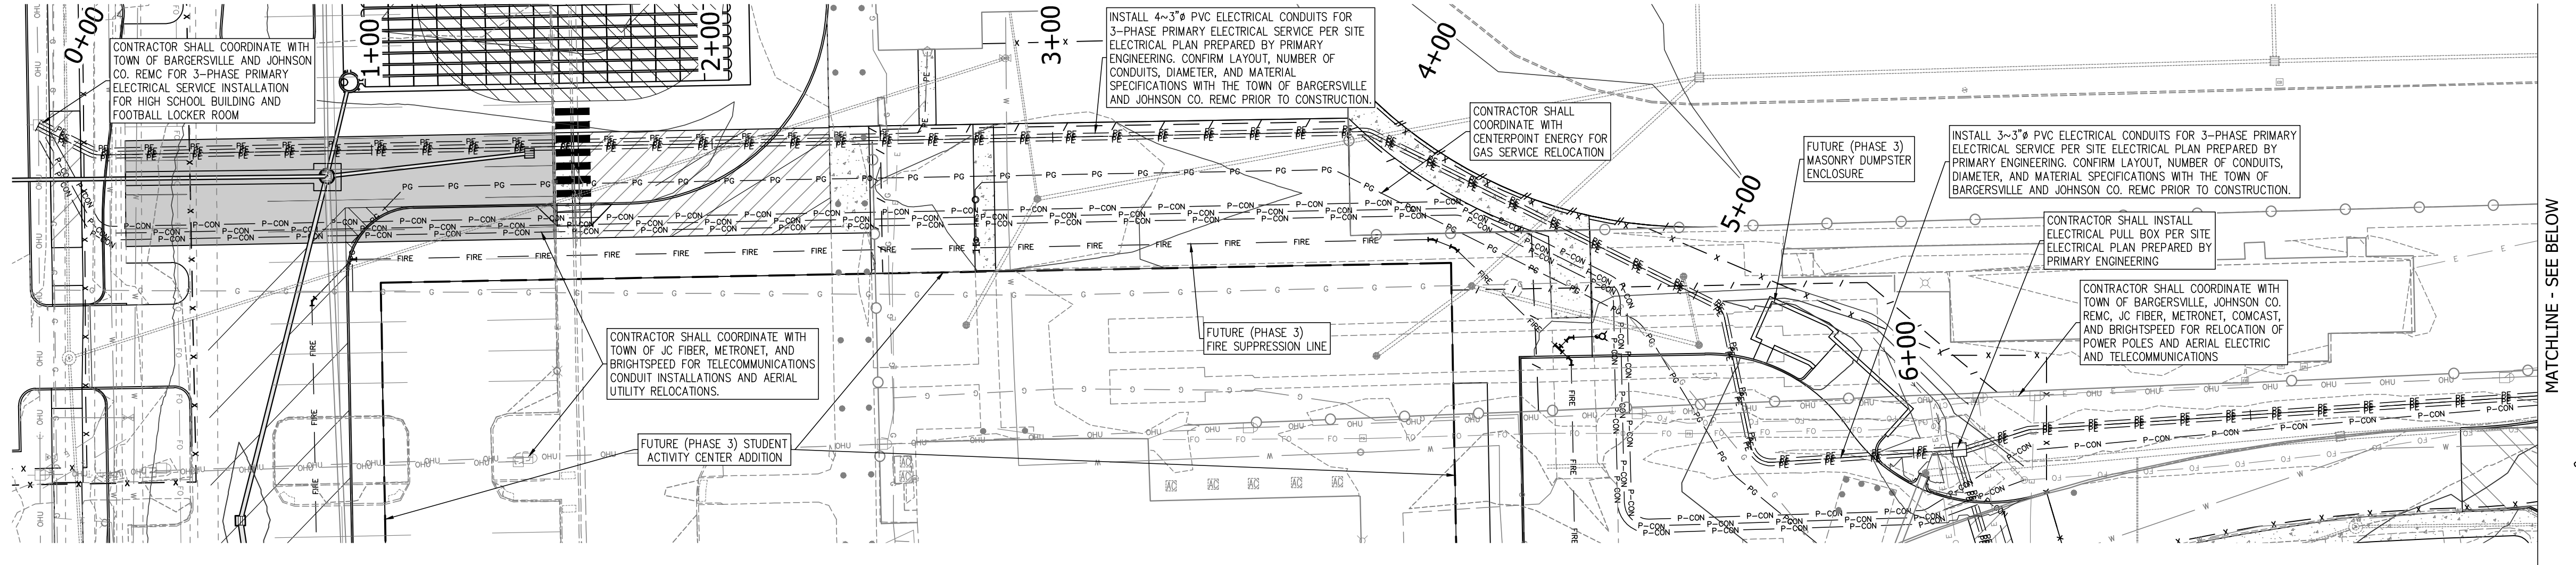 0+00
1+00
2+00
3+00
4+00
5+00
6+00
CONTRACTOR SHALL COORDINATE WITH
TOWN OF BARGERSVILLE AND JOHNSON
CO. REMC FOR 3-PHASE PRIMARY
ELECTRICAL SERVICE INSTALLATION
FOR HIGH SCHOOL BUILDING AND
FOOTBALL LOCKER ROOM
INSTALL 4~3"ø PVC ELECTRICAL CONDUITS FOR
3-PHASE PRIMARY ELECTRICAL SERVICE PER SITE
ELECTRICAL PLAN PREPARED BY PRIMARY
ENGINEERING. CONFIRM LAYOUT, NUMBER OF
CONDUITS, DIAMETER, AND MATERIAL
SPECIFICATIONS WITH THE TOWN OF BARGERSVILLE
AND JOHNSON CO. REMC PRIOR TO CONSTRUCTION.
CONTRACTOR SHALL
COORDINATE WITH
CENTERPOINT ENERGY FOR
GAS SERVICE RELOCATION
FUTURE (PHASE 3)
MASONRY DUMPSTER
ENCLOSURE
INSTALL 3~3"ø PVC ELECTRICAL CONDUITS FOR 3-PHASE PRIMARY
ELECTRICAL SERVICE PER SITE ELECTRICAL PLAN PREPARED BY
PRIMARY ENGINEERING. CONFIRM LAYOUT, NUMBER OF CONDUITS,
DIAMETER, AND MATERIAL SPECIFICATIONS WITH THE TOWN OF
BARGERSVILLE AND JOHNSON CO. REMC PRIOR TO CONSTRUCTION.
CONTRACTOR SHALL INSTALL
ELECTRICAL PULL BOX PER SITE
ELECTRICAL PLAN PREPARED BY
PRIMARY ENGINEERING
CONTRACTOR SHALL COORDINATE WITH
TOWN OF BARGERSVILLE, JOHNSON CO.
REMC, JC FIBER, METRONET, COMCAST,
AND BRIGHTSPEED FOR RELOCATION OF
POWER POLES AND AERIAL ELECTRIC
AND TELECOMMUNICATIONS
CONTRACTOR SHALL COORDINATE WITH
TOWN OF JC FIBER, METRONET, AND
BRIGHTSPEED FOR TELECOMMUNICATIONS
CONDUIT INSTALLATIONS AND AERIAL
UTILITY RELOCATIONS.
FUTURE (PHASE 3)
FIRE SUPPRESSION LINE
FUTURE (PHASE 3) STUDENT
ACTIVITY CENTER ADDITION
MATCHLINE - SEE BELOW
PE
PG
P-CON
FIRE
G
OHU
FO
W
E
X